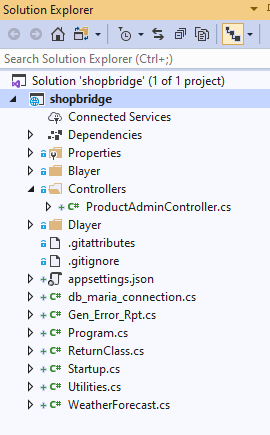 Solution Explorer
Search Solution Explorer (Ctrl+;)
Solution 'shopbridge' (1 of 1 project)
shopbridge
Connected Services
Dependencies
Properties
Blayer
Controllers
C# ProductAdminController.cs
Dlayer
.gitattributes
.gitignore
appsettings.json
C# db_maria_connection.cs
C# Gen_Error_Rpt.cs
C# Program.cs
C# ReturnClass.cs
C# Startup.cs
C# Utilities.cs
C# WeatherForecast.cs